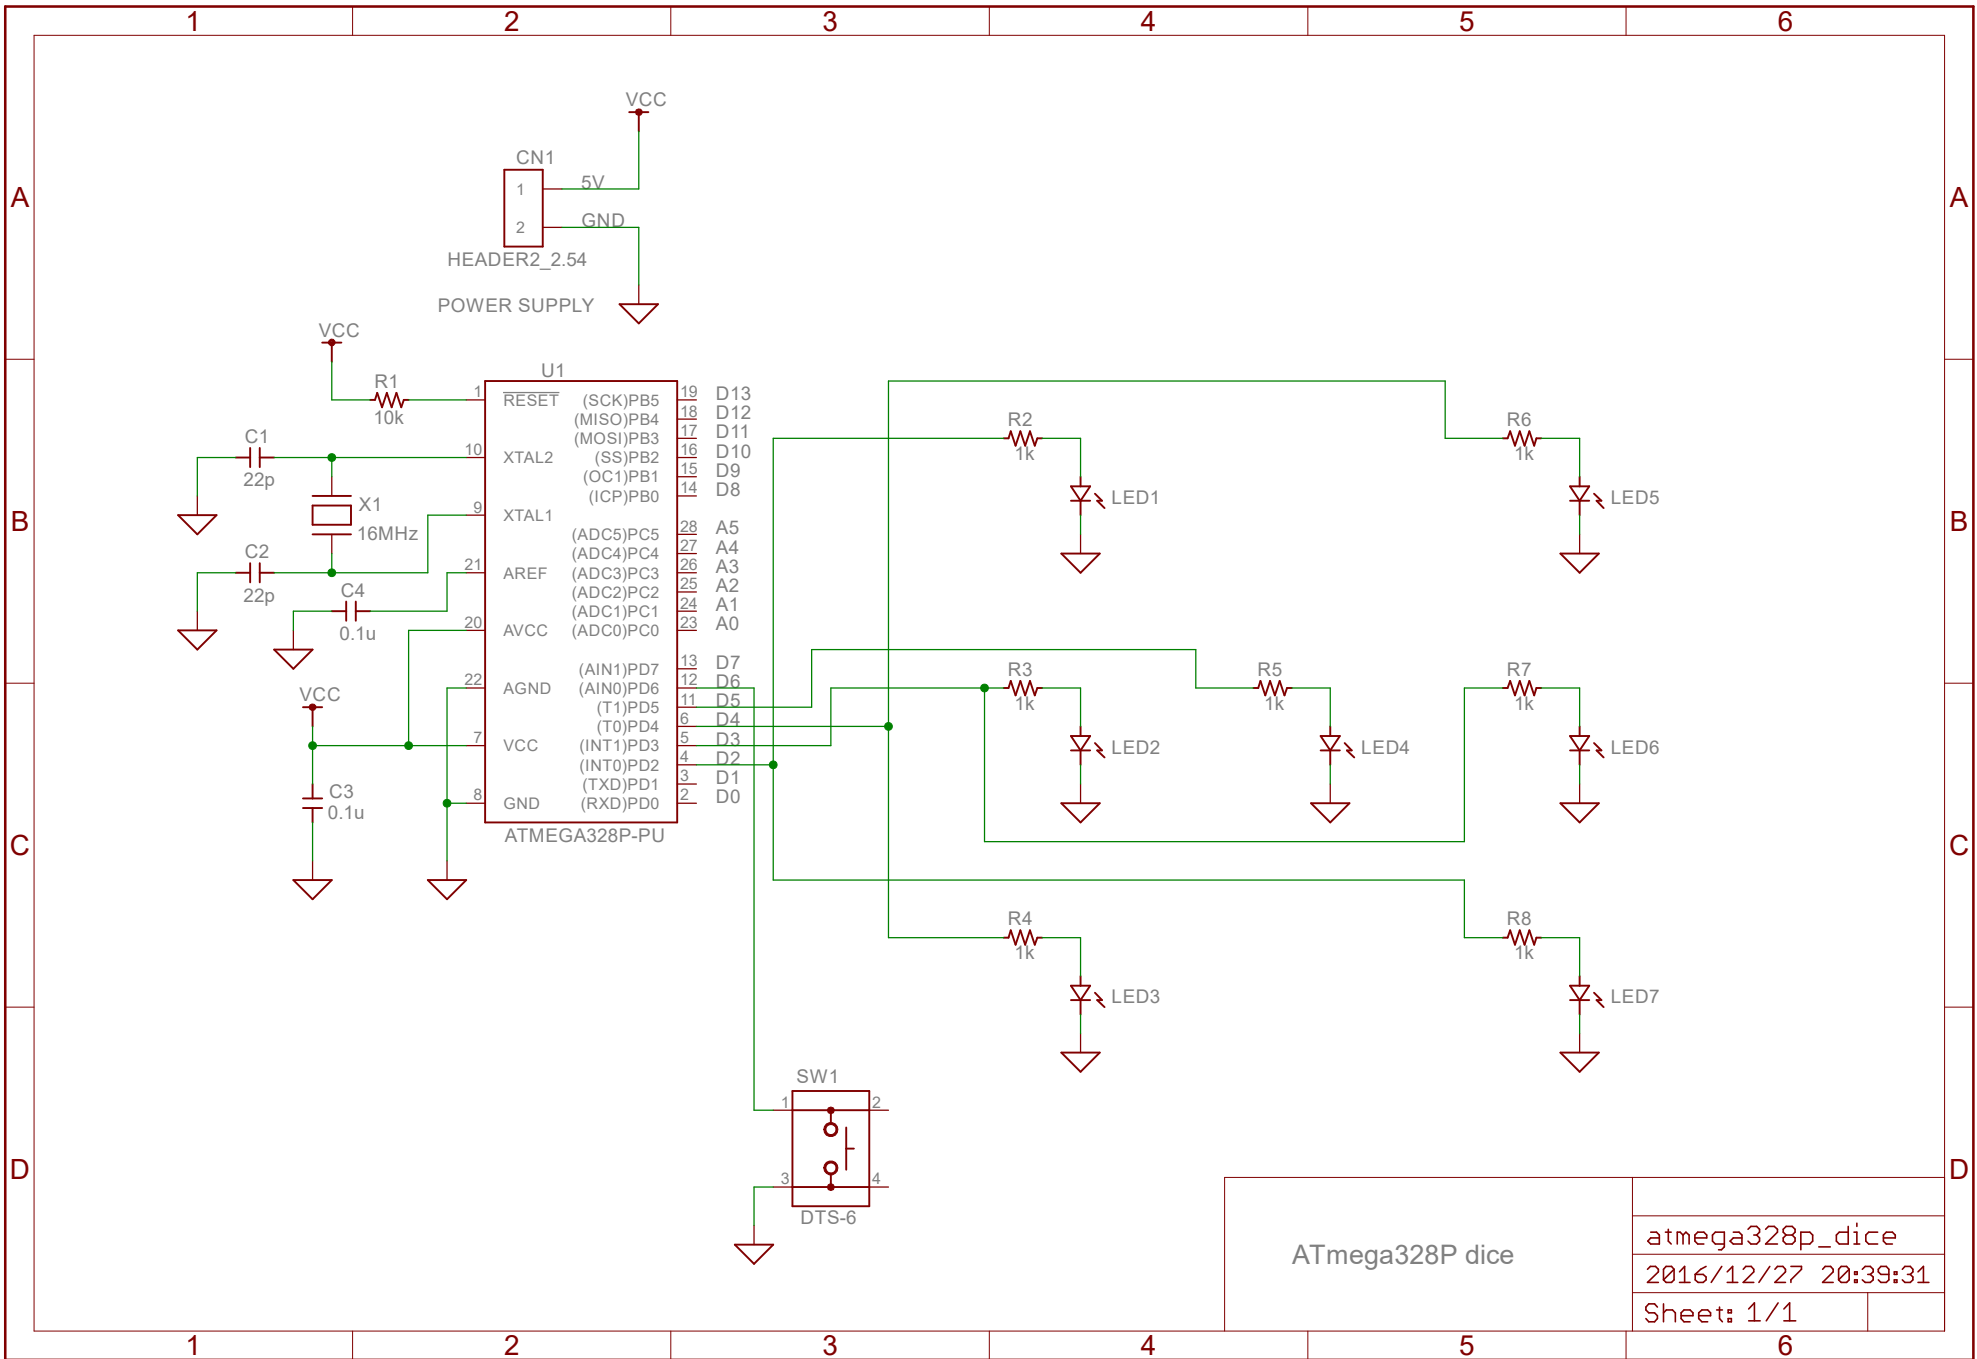 1 2 3 4 5 6
VCC
CN1
1 5V
A A
2 GND
HEADER2_2.54
POWER SUPPLY
VCC
U1
R1
10k
1 RESET (SCK)PB5 19 D13
(MISO)PB4 18 D12
(MOSI)PB3 17 D11
C1
22p
10 XTAL2 (SS)PB2 16 D10
(OC1)PB1 15 D9
(ICP)PB0 14 D8
X1
16MHz
9 XTAL1
B B
(ADC5)PC5 28 A5
(ADC4)PC4 27 A4
C2
22p
21 AREF (ADC3)PC3 26 A3
(ADC2)PC2 25 A2
C4
0.1u
(ADC1)PC1 24 A1
20 AVCC (ADC0)PC0 23 A0
(AIN1)PD7 13 D7
22 AGND (AIN0)PD6 12 D6
VCC
(T1)PD5 11 D5
(T0)PD4 6 D4
7 VCC (INT1)PD3 5 D3
(INT0)PD2 4 D2
C3
0.1u
(TXD)PD1 3 D1
8 GND (RXD)PD0 2 D0
ATMEGA328P-PU
R2
1k
LED1
R6
1k
LED5
R3
1k
LED2
R5
1k
LED4
R7
1k
LED6
C C
R4
1k
LED3
R8
1k
LED7
SW1
1 2
3 4
DTS-6
D D
ATmega328P dice
atmega328p_dice
2016/12/27 20:39:31
Sheet: 1/1
1 2 3 4 5 6